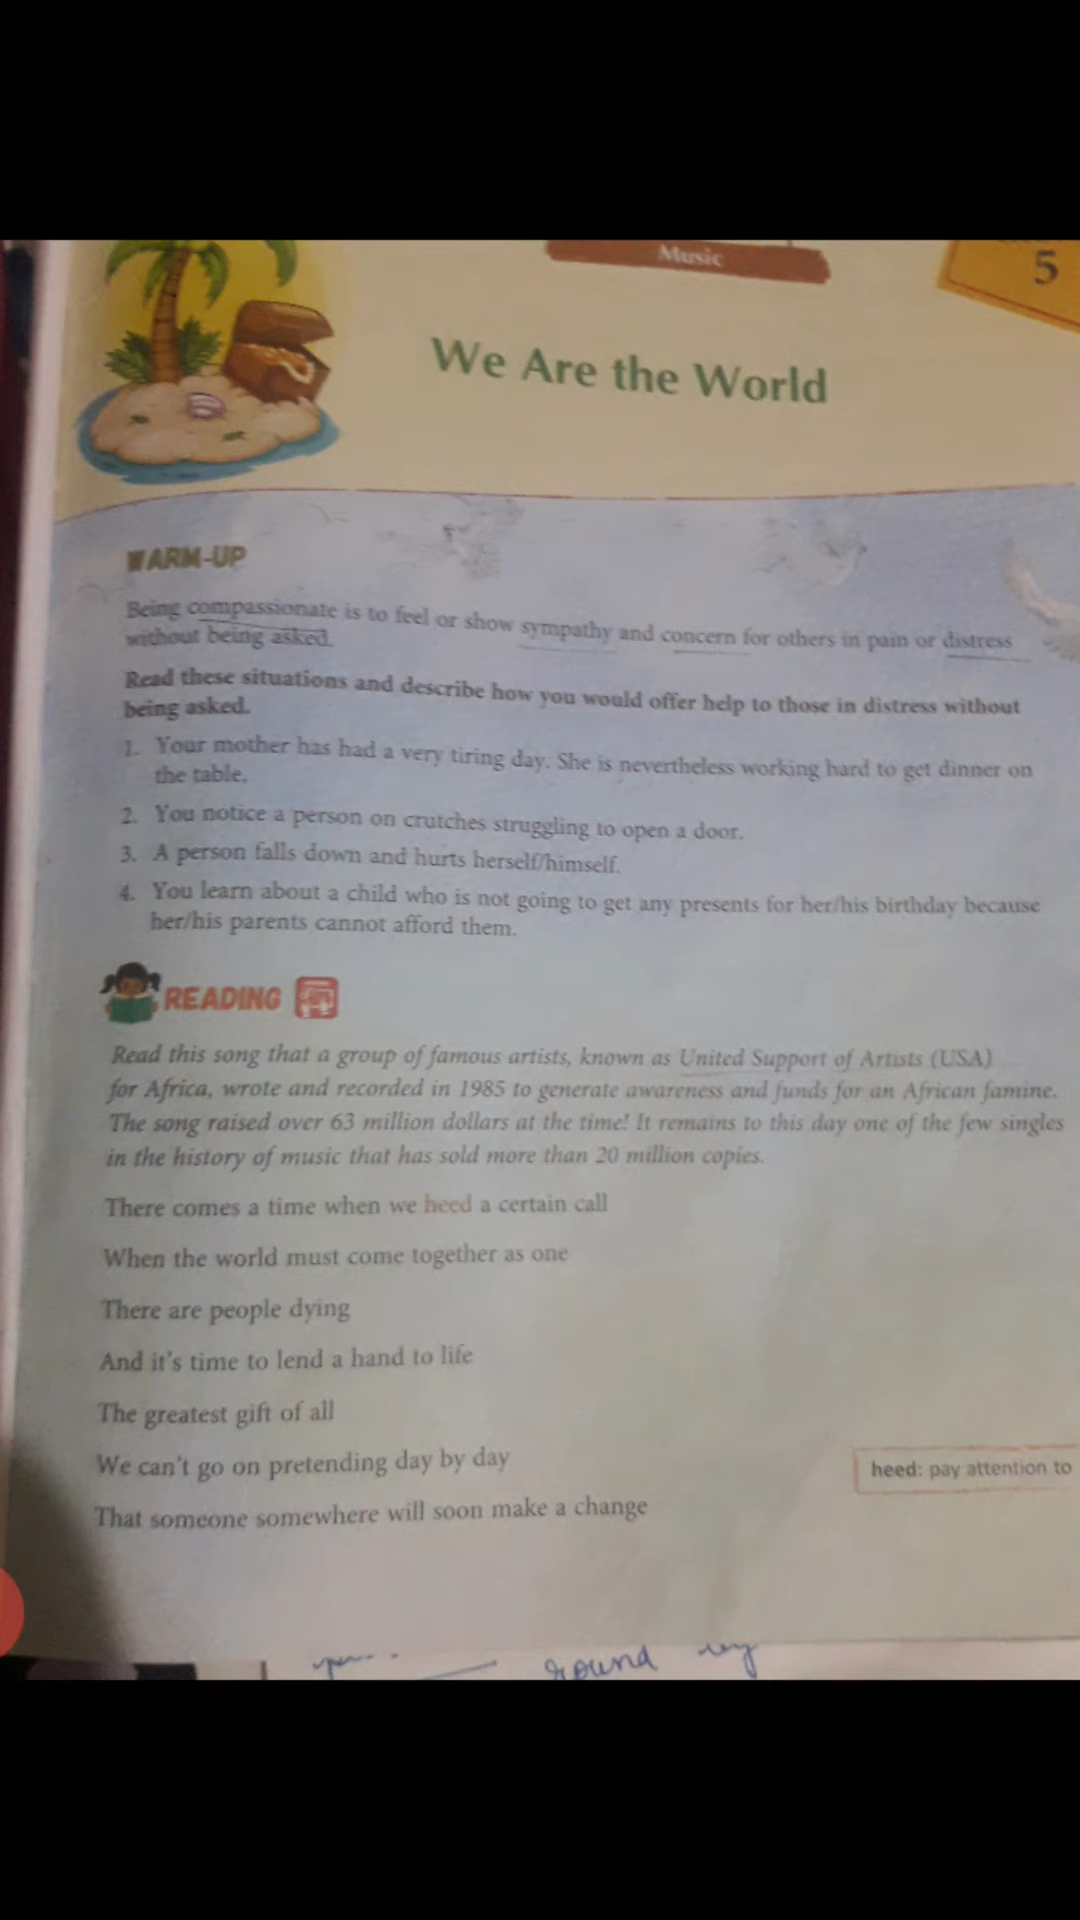 Music
5
We Are the World
WARM-UP
Being compassionate is to feel or show sympathy and concern for others in pain or distress
without being asked.
Read these situations and describe how you would offer help to those in distress without
being asked.
1. Your mother has had a very tiring day. She is nevertheless working hard to get dinner on
the table.
2. You notice a person on crutches struggling to open a door.
3. A person falls down and hurts herself/himself.
4. You learn about a child who is not going to get any presents for her/his birthday because
her/his parents cannot afford them.
READING
Read this song that a group of famous artists, known as United Support of Artists (USA)
for Africa, wrote and recorded in 1985 to generate awareness and funds for an African famine.
The song raised over 63 million dollars at the time! It remains to this day one of the few singles
in the history of music that has sold more than 20 million copies.
There comes a time when we heed a certain call
When the world must come together as one
There are people dying
And it's time to lend a hand to life
The greatest gift of all
We can't go on pretending day by day
heed: pay attention to
That someone somewhere will soon make a change
round